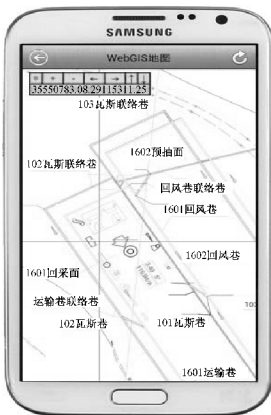 SAMSUNG
WebGIS地图
+ - ← → ↑ ↓
35550783.08.29115311.25
103瓦斯联络巷
1602预抽面
102瓦斯联络巷
回风巷联络巷
1601回风巷
1602回风巷
1601回采面
运输巷联络巷
102瓦斯巷
101瓦斯巷
1601运输巷